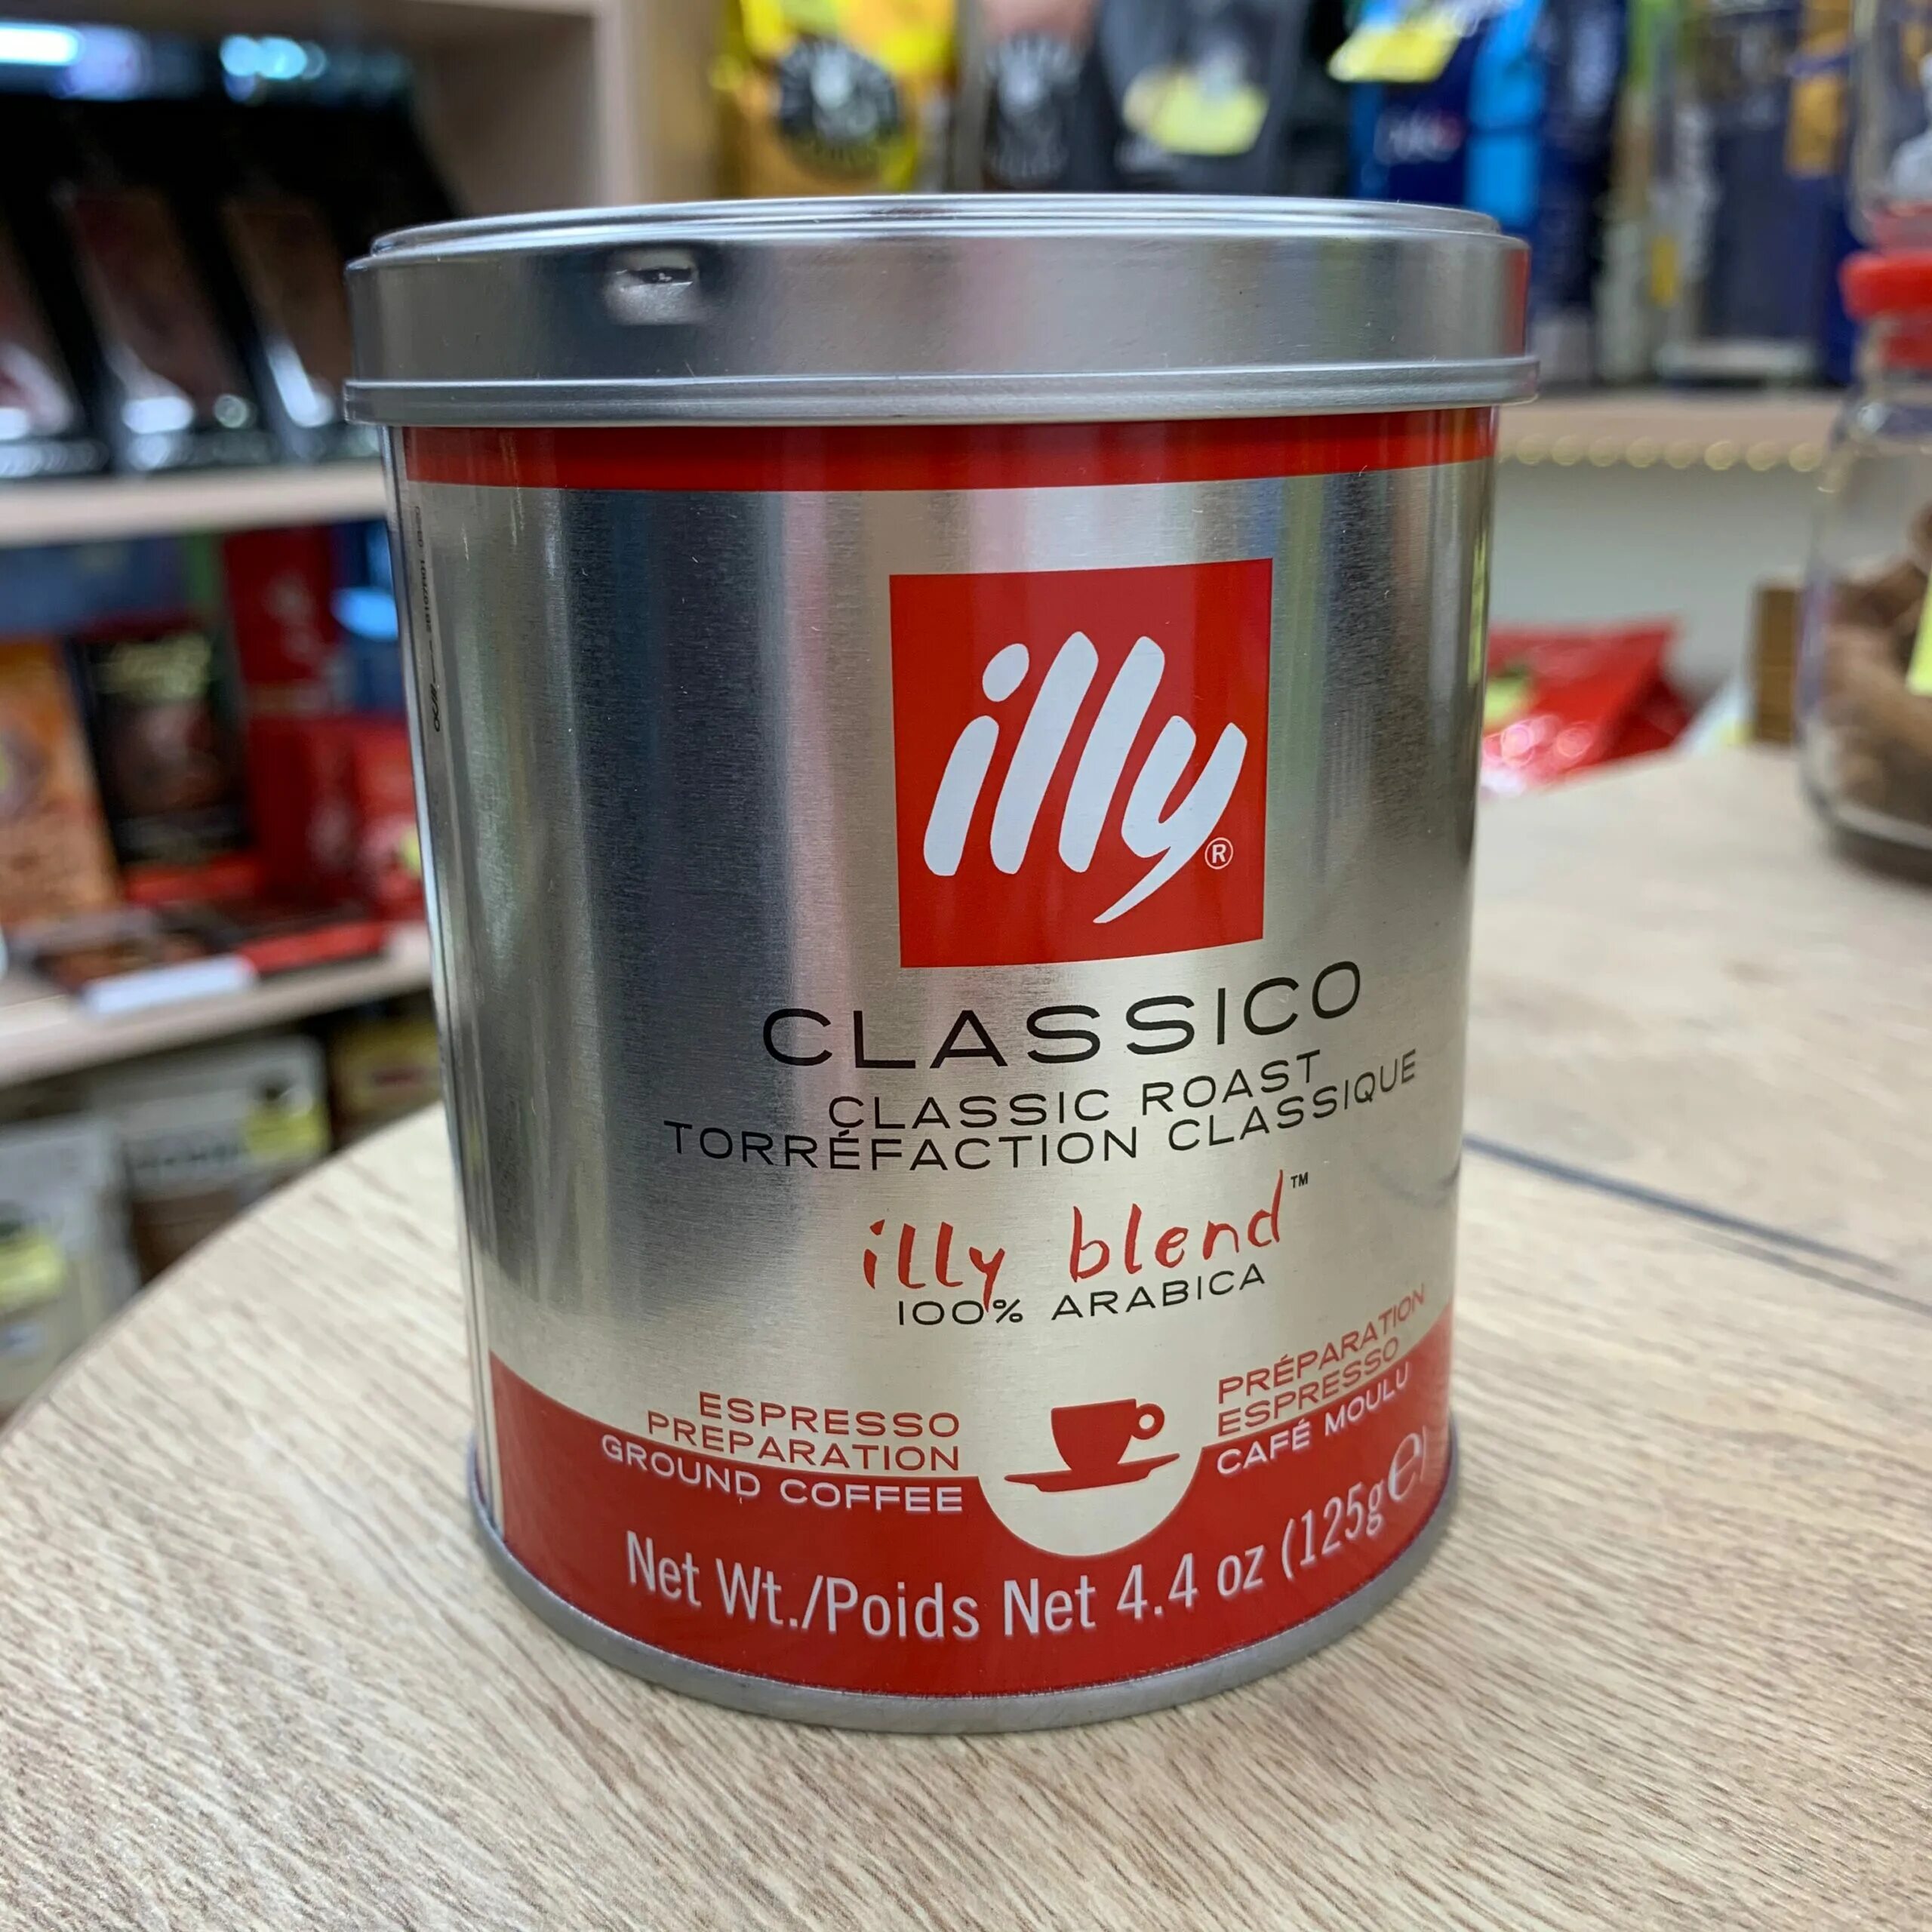 illy®
CLASSICO
CLASSIC ROAST
TORRÉFACTION CLASSIQUE
illy blend™
100% ARABICA
ESPRESSO
PREPARATION
GROUND COFFEE
PRÉPARATION
ESPRESSO
CAFÉ MOULU
Net Wt./Poids Net 4.4 oz (125g℮)